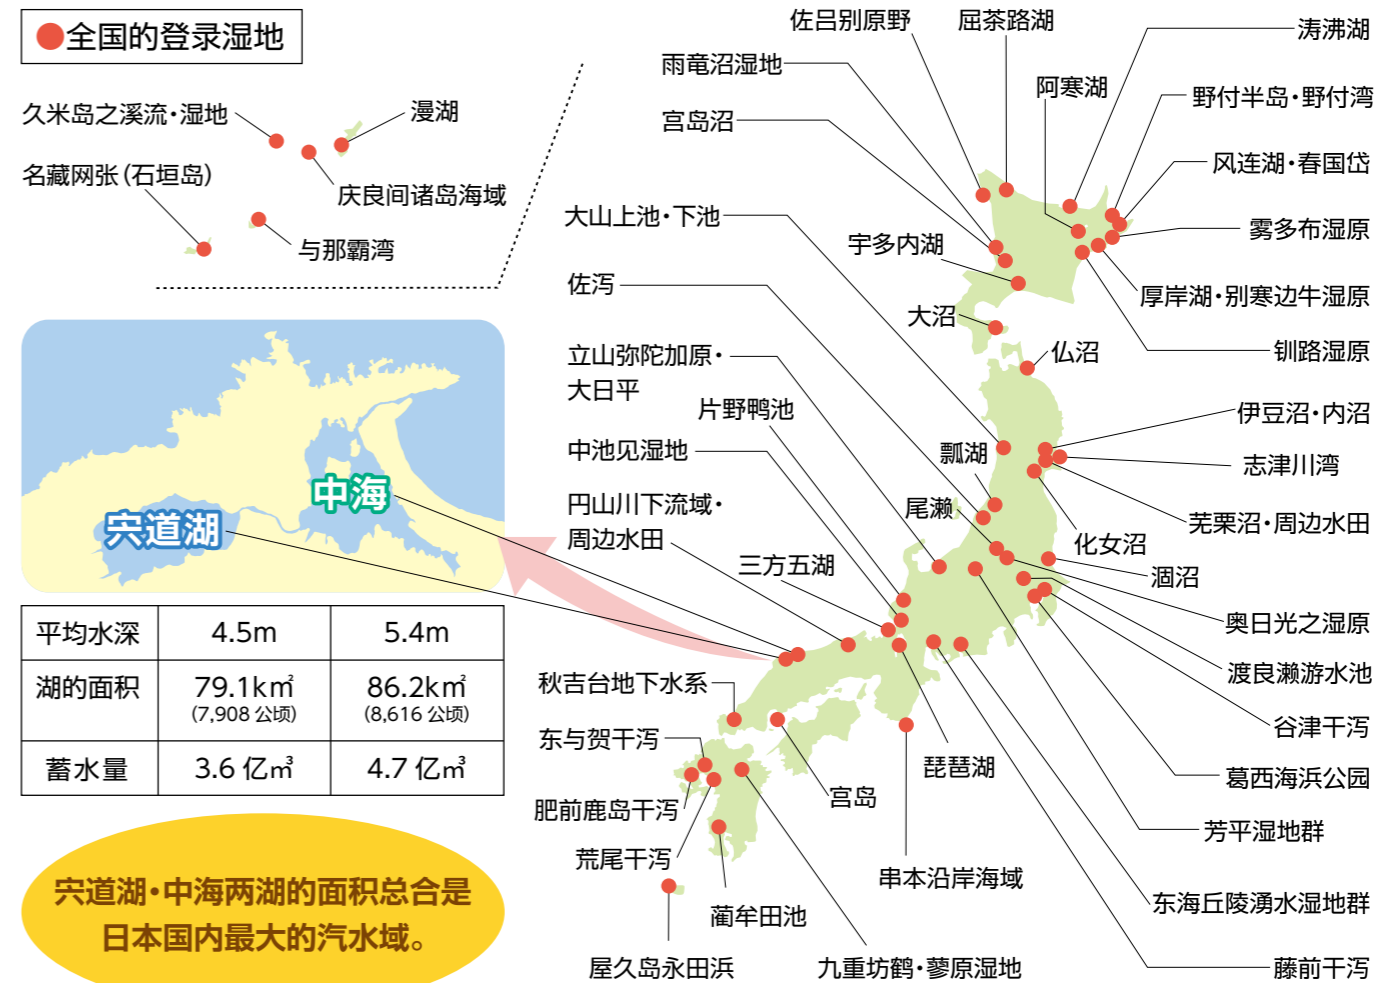 全国的登录湿地
久米岛之溪流・湿地
漫湖
名藏网张（石垣岛）
庆良间诸岛海域
与那霸湾
佐吕别原野
屈茶路湖
涛沸湖
雨竜沼湿地
阿寒湖
野付半岛・野付湾
宫岛沼
风连湖・春国岱
大山上池・下池
宇多内湖
雾多布湿原
佐泻
厚岸湖・别寒边牛湿原
大沼
仏沼
钏路湿原
立山弥陀加原・
大日平
片野鸭池
伊豆沼・内沼
中池见湿地
瓢湖
志津川湾
円山川下流域・
周边水田
尾濑
芜栗沼・周边水田
化女沼
三方五湖
涸沼
奥日光之湿原
渡良濑游水池
谷津干泻
葛西海浜公园
芳平湿地群
东海丘陵湧水湿地群
藤前干泻
秋吉台地下水系
东与贺干泻
肥前鹿岛干泻
荒尾干泻
宫岛
琵琶湖
串本沿岸海域
蔺牟田池
屋久岛永田浜
九重坊鹤・蓼原湿地
中海
宍道湖
平均水深 4.5m 5.4m
湖的面积 79.1k㎡ 86.2k㎡
（7,908 公顷） （8,616 公顷）
蓄水量 3.6 亿㎥ 4.7 亿㎥
宍道湖・中海两湖的面积总合是
日本国内最大的汽水域。